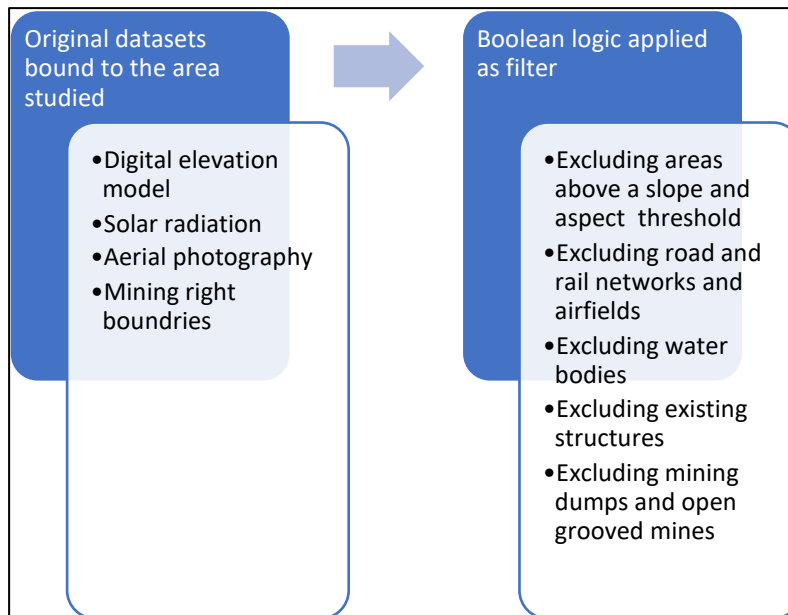 Original datasets
bound to the area
studied
•Digital elevation
model
•Solar radiation
•Aerial photography
•Mining right
boundries
Boolean logic applied
as filter
•Excluding areas
above a slope and
aspect  threshold
•Excluding road and
rail networks and
airfields
•Excluding water
bodies
•Excluding existing
structures
•Excluding mining
dumps and open
grooved mines